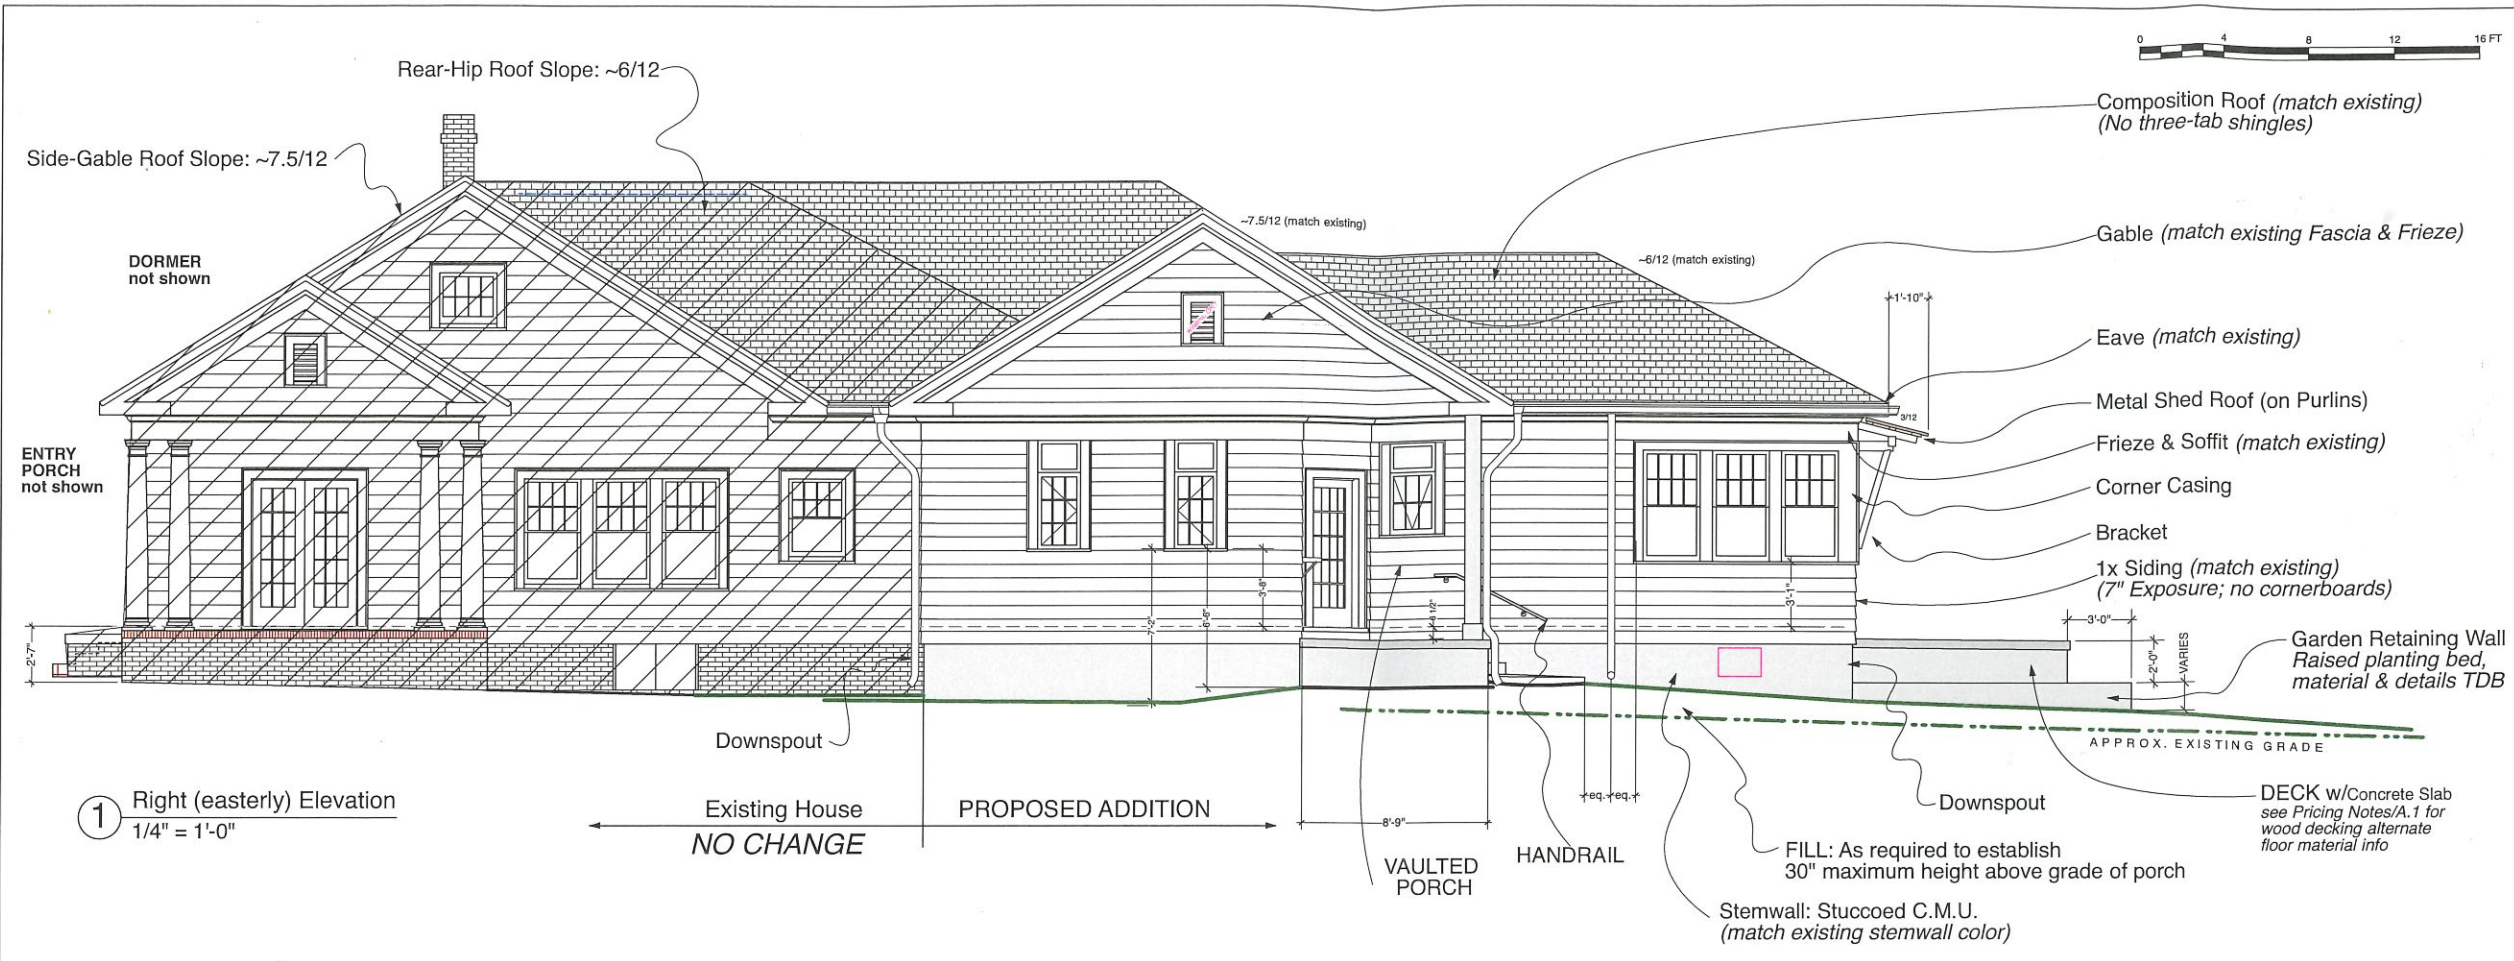 0 4 8 12 16 FT
Rear-Hip Roof Slope: ~6/12
Side-Gable Roof Slope: ~7.5/12
Composition Roof (match existing)
(No three-tab shingles)
~7.5/12 (match existing)
Gable (match existing Fascia & Frieze)
~6/12 (match existing)
DORMER
not shown
1'-10"
Eave (match existing)
Metal Shed Roof (on Purlins)
3/12
Frieze & Soffit (match existing)
ENTRY
PORCH
not shown
Corner Casing
Bracket
1x Siding (match existing)
(7" Exposure; no cornerboards)
3'-8"
7'-2"
6'-6"
6 1/2"
3'-1"
3'-0"
2'-7"
2'-0"
VARIES
Garden Retaining Wall
Raised planting bed,
material & details TDB
Downspout
APPROX. EXISTING GRADE
1
Right (easterly) Elevation
1/4" = 1'-0"
Existing House
NO CHANGE
PROPOSED ADDITION
8'-9"
eq. eq.
VAULTED
PORCH
HANDRAIL
Downspout
DECK w/Concrete Slab
see Pricing Notes/A.1 for
wood decking alternate
floor material info
FILL: As required to establish
30" maximum height above grade of porch
Stemwall: Stuccoed C.M.U.
(match existing stemwall color)